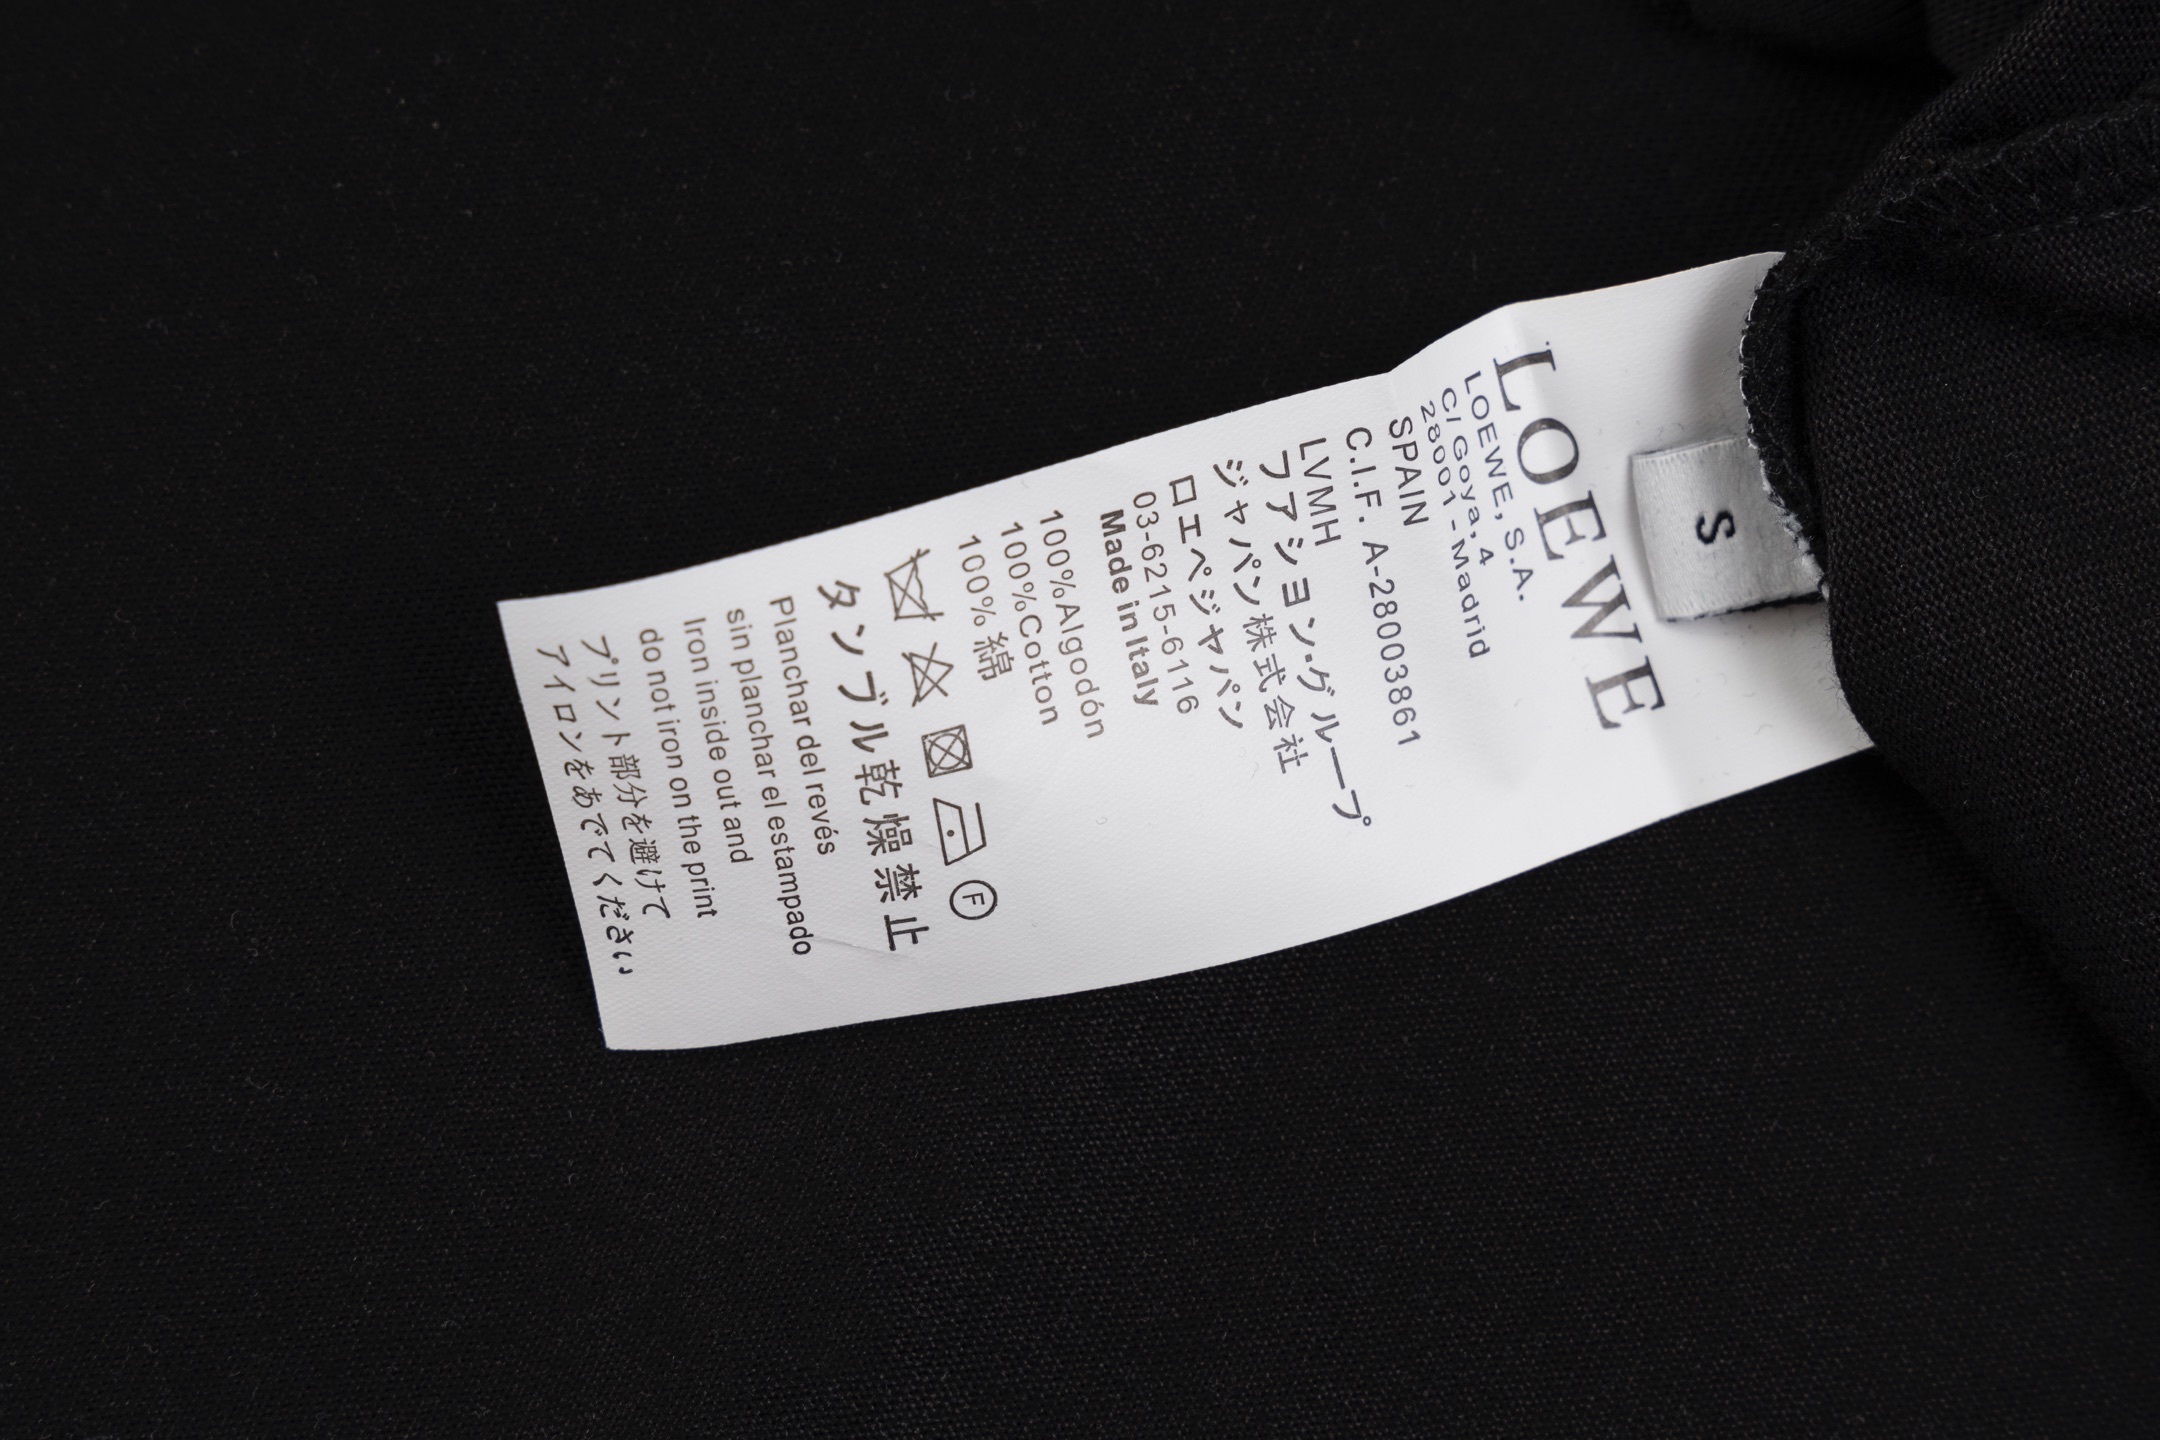 S
LOEWE
LOEWE, S.A.
C/ Goya, 4
28001 - Madrid
SPAIN
C.I.F. A-28003861
LVMH
ファション·グループ
ジャパン株式会社
ロエベジャパン
03-6215-6116
Made in Italy
100%Algodón
100%Cotton
100%綿
F
タンブル乾燥禁止
Planchar del revés
sin planchar el estampado
Iron inside out and
do not iron on the print
プリント部分を避けて
アイロンをあでてください